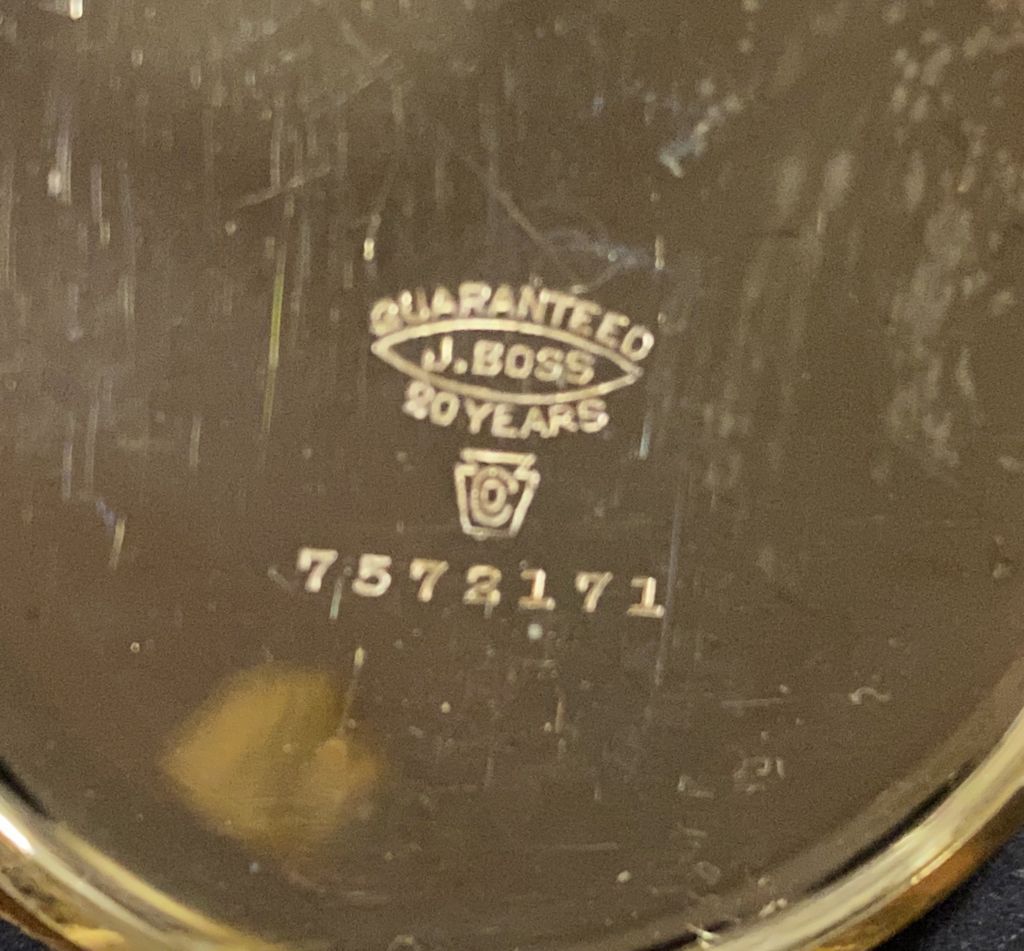 GUARANTEED
J. BOSS
20 YEARS
7572171